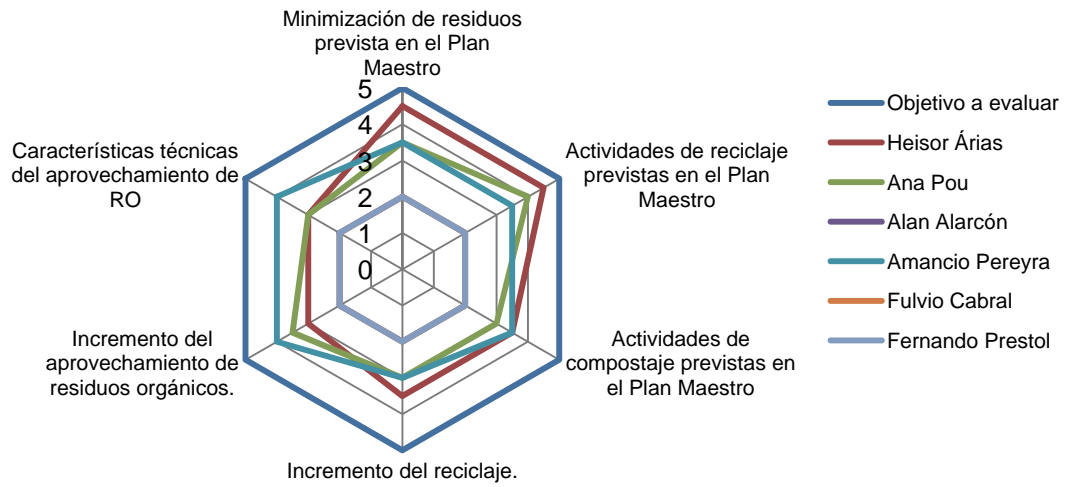 Minimización de residuos
prevista en el Plan
Maestro
5
4
3
2
1
0
Actividades de reciclaje
previstas en el Plan
Maestro
Actividades de
compostaje previstas en
el Plan Maestro
Incremento del reciclaje.
Incremento del
aprovechamiento de
residuos orgánicos.
Características técnicas
del aprovechamiento de
RO
Objetivo a evaluar
Heisor Árias
Ana Pou
Alan Alarcón
Amancio Pereyra
Fulvio Cabral
Fernando Prestol